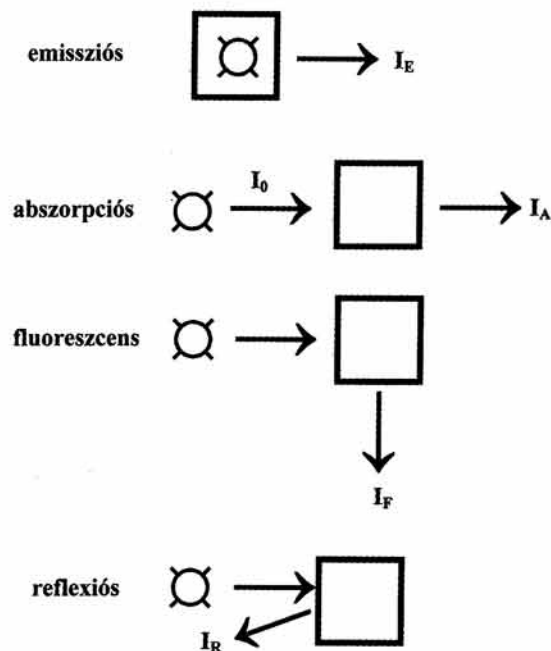 emissziós
I_E
I_0
abszorpciós
I_A
fluoreszcens
I_F
reflexiós
I_R